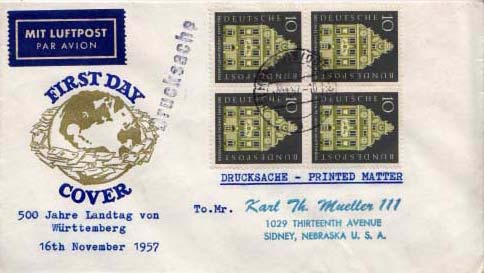 MIT LUFTPOST
PAR AVION
Drucksache
FIRST DAY
COVER
500 Jahre Landtag von
Württemberg
16th November 1957
10
DEUTSCHE
BUNDESPOST
10
DEUTSCHE
BUNDESPOST
10
DEUTSCHE
BUNDESPOST
10
DEUTSCHE
BUNDESPOST
DRUCKSACHE - PRINTED MATTER
To.Mr. Karl Th. Mueller 111
1029 THIRTEENTH AVENUE
SIDNEY, NEBRASKA U. S. A.